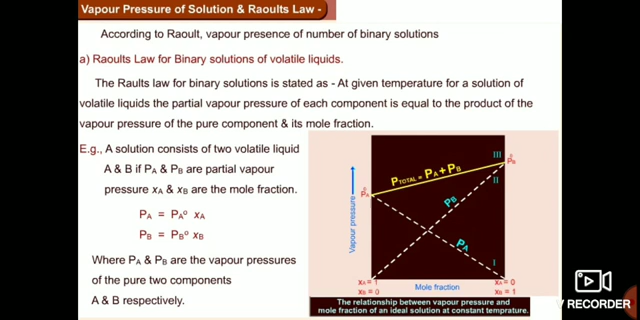 Vapour Pressure of Solution & Raoults Law -
According to Raoult, vapour presence of number of binary solutions
a) Raoults Law for Binary solutions of volatile liquids.
The Raults law for binary solutions is stated as - At given temperature for a solution of
volatile liquids the partial vapour pressure of each component is equal to the product of the
vapour pressure of the pure component & its mole fraction.
E.g., A solution consists of two volatile liquid
A & B if PA & PB are partial vapour
pressure xA & xB are the mole fraction.
PA = PA° xA
PB = PB° xB
Where PA & PB are the vapour pressures
of the pure two components
A & B respectively.
III
P°B
PTOTAL = PA + PB
II
P°A
PB
Vapour pressure
PA
I
xA = 1
xB = 0
Mole fraction
xA = 0
xB = 1
The relationship between vapour pressure and
mole fraction of an ideal solution at constant temprature.
V RECORDER